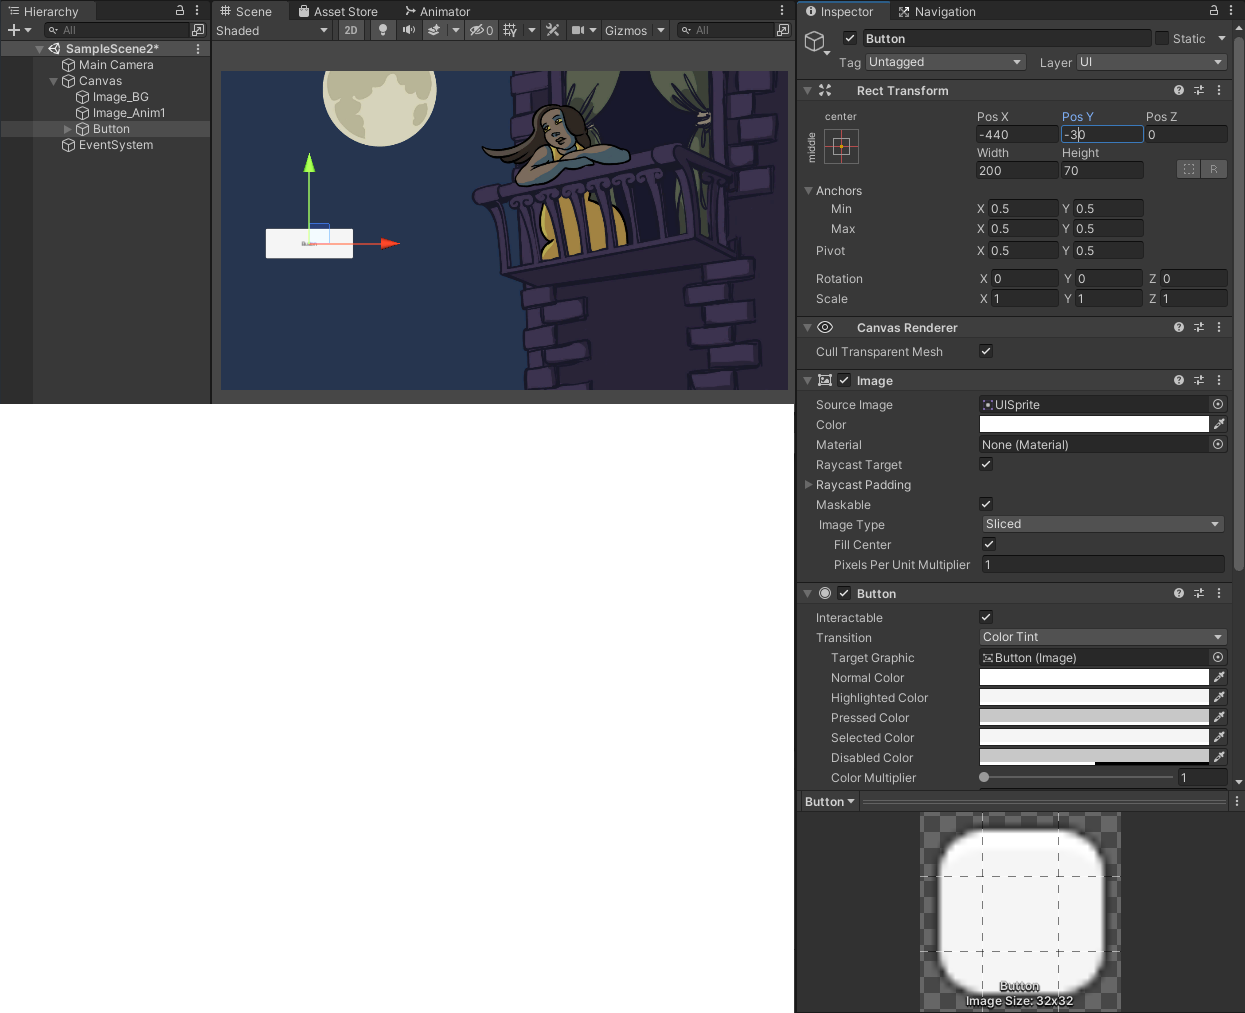 Hierarchy
All
SampleScene2*
Main Camera
Canvas
Image_BG
Image_Anim1
Button
EventSystem
Scene Asset Store Animator
Shaded 2D 0 Gizmos All
Button
Inspector Navigation
Button Static
Tag Untagged Layer UI
Rect Transform
center
middle
Pos X Pos Y Pos Z
-440 -30 0
Width Height
200 70 R
Anchors
Min X 0.5 Y 0.5
Max X 0.5 Y 0.5
Pivot X 0.5 Y 0.5
Rotation X 0 Y 0 Z 0
Scale X 1 Y 1 Z 1
Canvas Renderer
Cull Transparent Mesh
Image
Source Image UISprite
Color
Material None (Material)
Raycast Target
Raycast Padding
Maskable
Image Type Sliced
Fill Center
Pixels Per Unit Multiplier 1
Button
Interactable
Transition Color Tint
Target Graphic Button (Image)
Normal Color
Highlighted Color
Pressed Color
Selected Color
Disabled Color
Color Multiplier 1
Button
Button
Image Size: 32x32